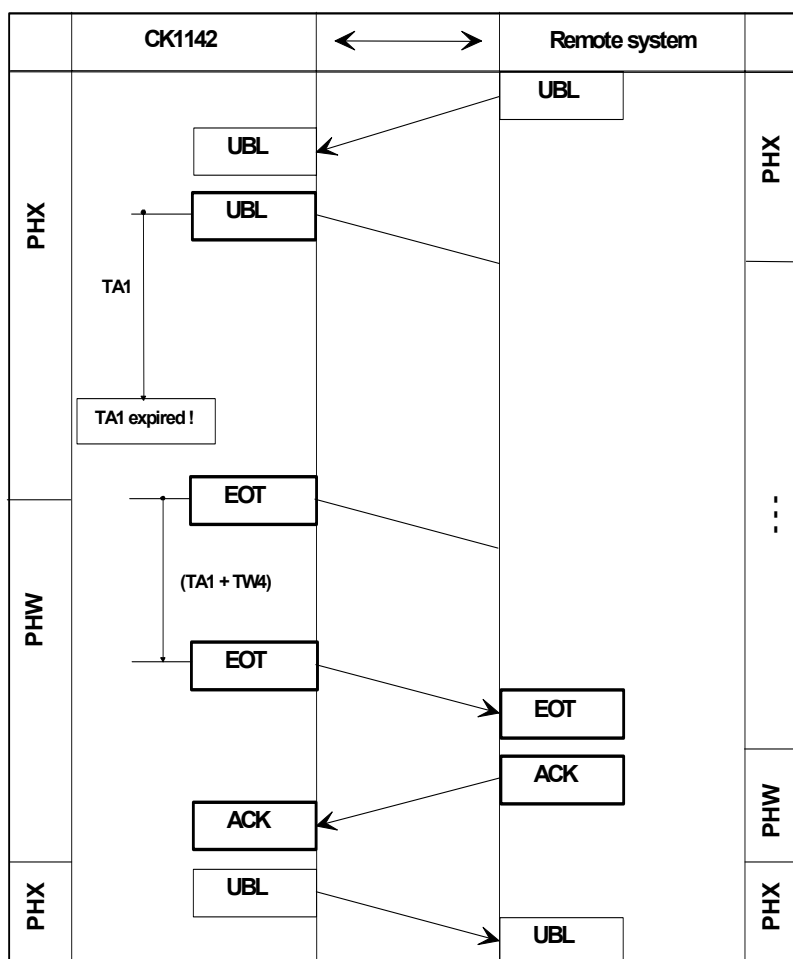 CK1142
Remote system
UBL
UBL
PHX
PHX
UBL
TA1
TA1 expired !
EOT
- - -
(TA1 + TW4)
PHW
EOT
EOT
ACK
PHW
ACK
UBL
PHX
PHX
UBL